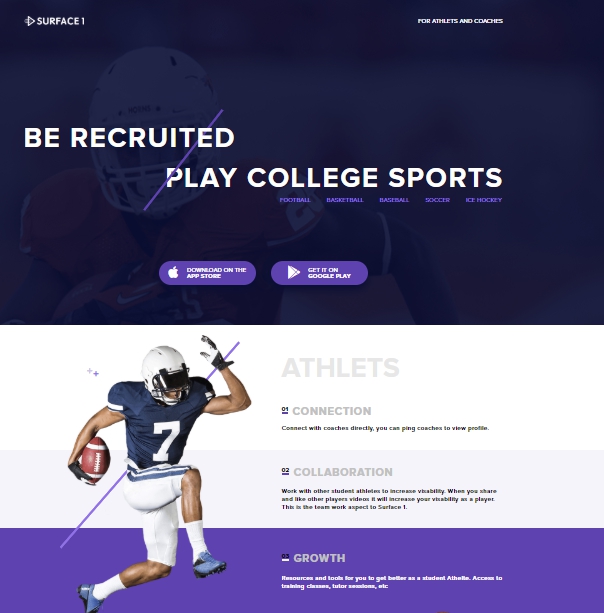 SURFACE 1
FOR ATHLETS AND COACHES
BE RECRUITED
PLAY COLLEGE SPORTS
FOOTBALL BASKETBALL BASEBALL SOCCER ICE HOCKEY
DOWNLOAD ON THE
APP STORE
GET IT ON
GOOGLE PLAY
ATHLETS
7
01 CONNECTION
Connect with coaches directly, you can ping coaches to view profile.
02 COLLABORATION
Work with other student athletes to increase visability. When you share
and like other players videos it will increase your visability as a player.
This is the team work aspect to Surface 1.
03 GROWTH
Resources and tools for you to get better as a student Athelte. Access to
training classes, tutor sessions, etc